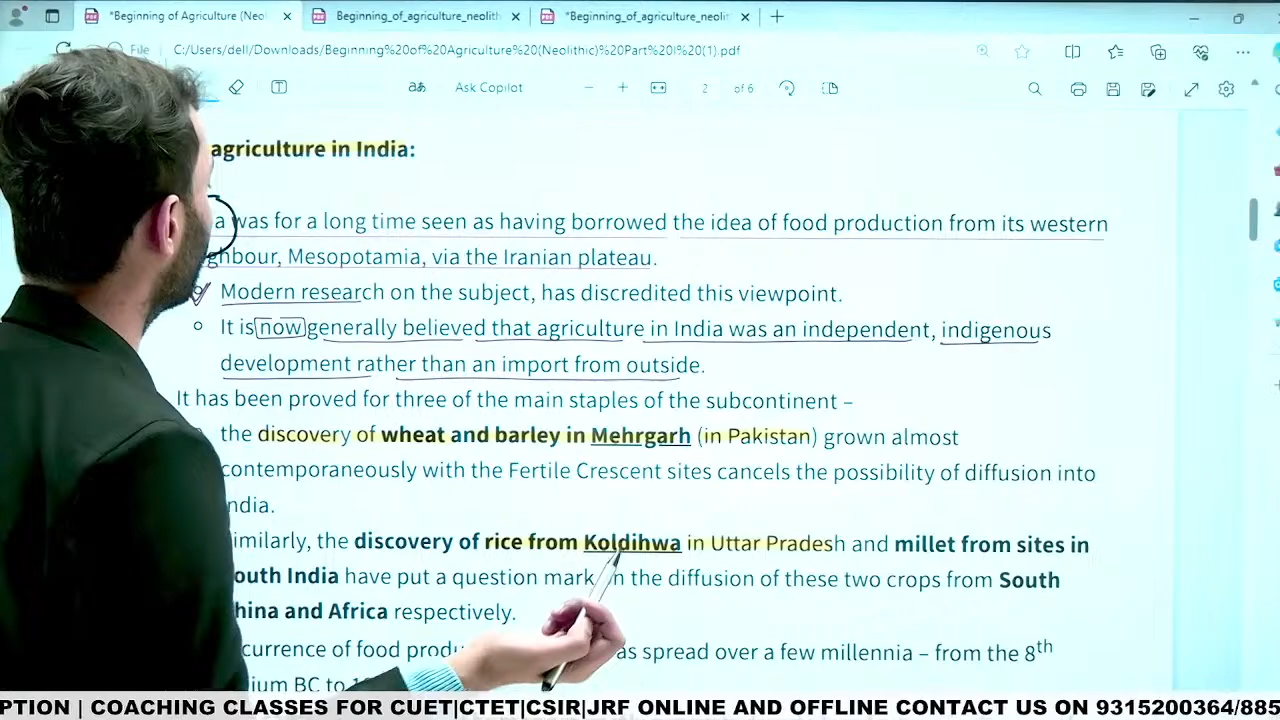 *Beginning of Agriculture (Neol
Beginning_of_agriculture_neolith
*Beginning_of_agriculture_neolit
File
C:/Users/dell/Downloads/Beginning%20of%20Agriculture%20(Neolithic)%20Part%20I%20(1).pdf
Ask Copilot
2 of 6
agriculture in India:
a was for a long time seen as having borrowed the idea of food production from its western
ghbour, Mesopotamia, via the Iranian plateau.
Modern research on the subject, has discredited this viewpoint.
It is now generally believed that agriculture in India was an independent, indigenous
development rather than an import from outside.
It has been proved for three of the main staples of the subcontinent –
the discovery of wheat and barley in Mehrgarh (in Pakistan) grown almost
contemporaneously with the Fertile Crescent sites cancels the possibility of diffusion into
ndia.
imilarly, the discovery of rice from Koldihwa in Uttar Pradesh and millet from sites in
outh India have put a question mark n the diffusion of these two crops from South
hina and Africa respectively.
currence of food produ as spread over a few millennia – from the 8th
ium BC to
PTION | COACHING CLASSES FOR CUET|CTET|CSIR|JRF ONLINE AND OFFLINE CONTACT US ON 9315200364/885